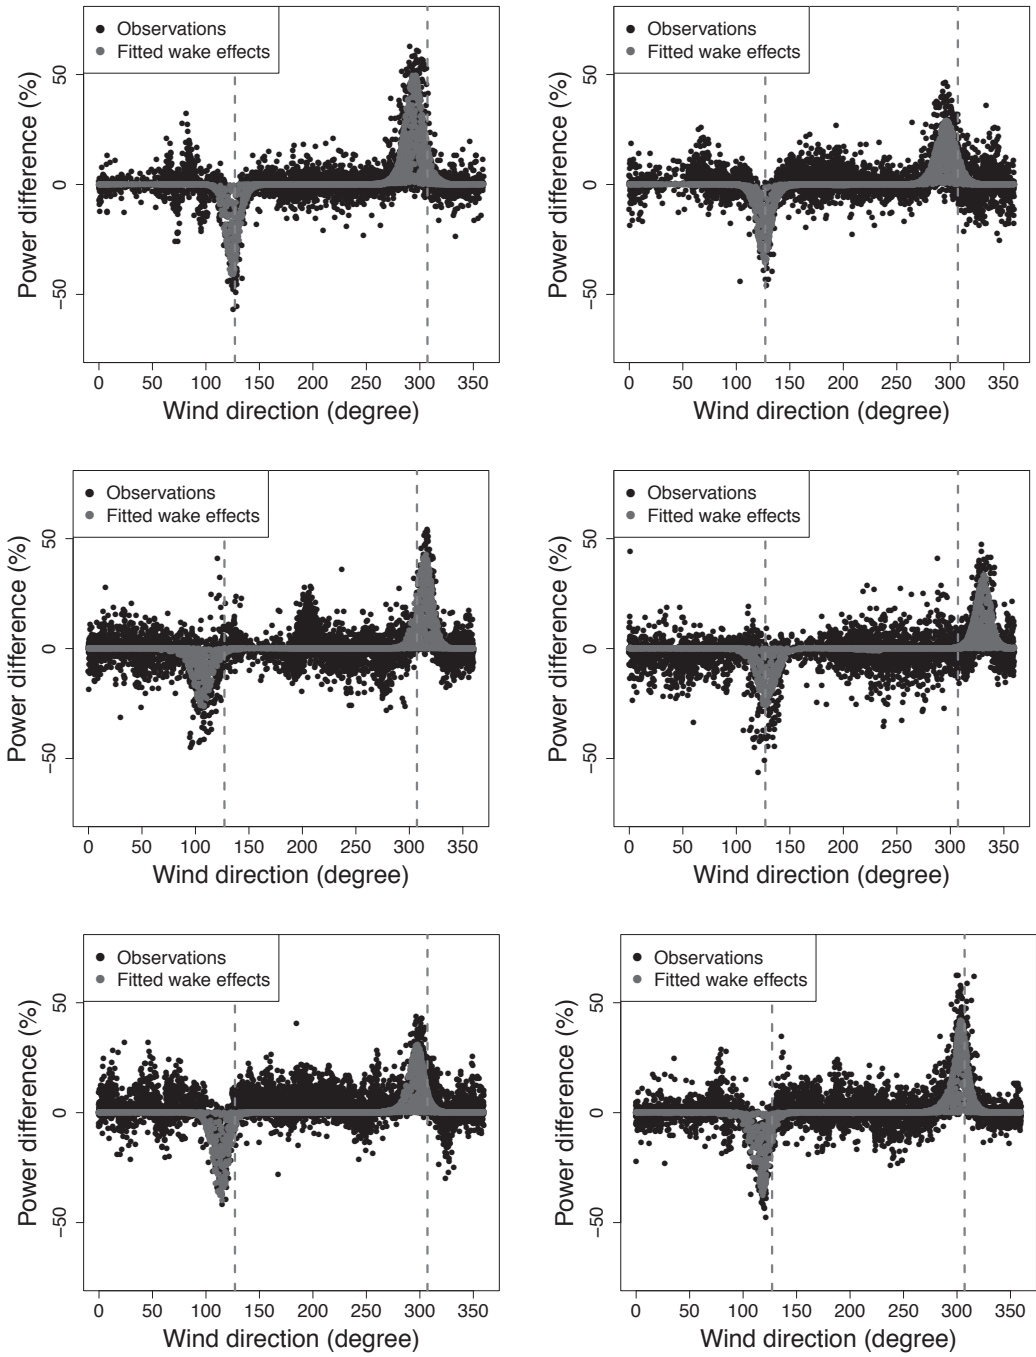 Observations
Fitted wake effects
Power difference (%)
50
0
−50
0 50 100 150 200 250 300 350
Wind direction (degree)
Observations
Fitted wake effects
Power difference (%)
50
0
−50
0 50 100 150 200 250 300 350
Wind direction (degree)
Observations
Fitted wake effects
Power difference (%)
50
0
−50
0 50 100 150 200 250 300 350
Wind direction (degree)
Observations
Fitted wake effects
Power difference (%)
50
0
−50
0 50 100 150 200 250 300 350
Wind direction (degree)
Observations
Fitted wake effects
Power difference (%)
50
0
−50
0 50 100 150 200 250 300 350
Wind direction (degree)
Observations
Fitted wake effects
Power difference (%)
50
0
−50
0 50 100 150 200 250 300 350
Wind direction (degree)